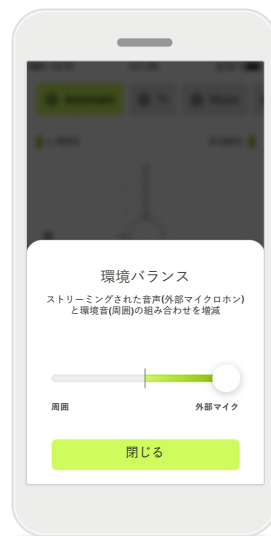 Automatic
環境バランス
ストリーミングされた音声(外部マイクロホン)
と環境音(周囲)の組み合わせを増減
周囲 外部マイク
閉じる